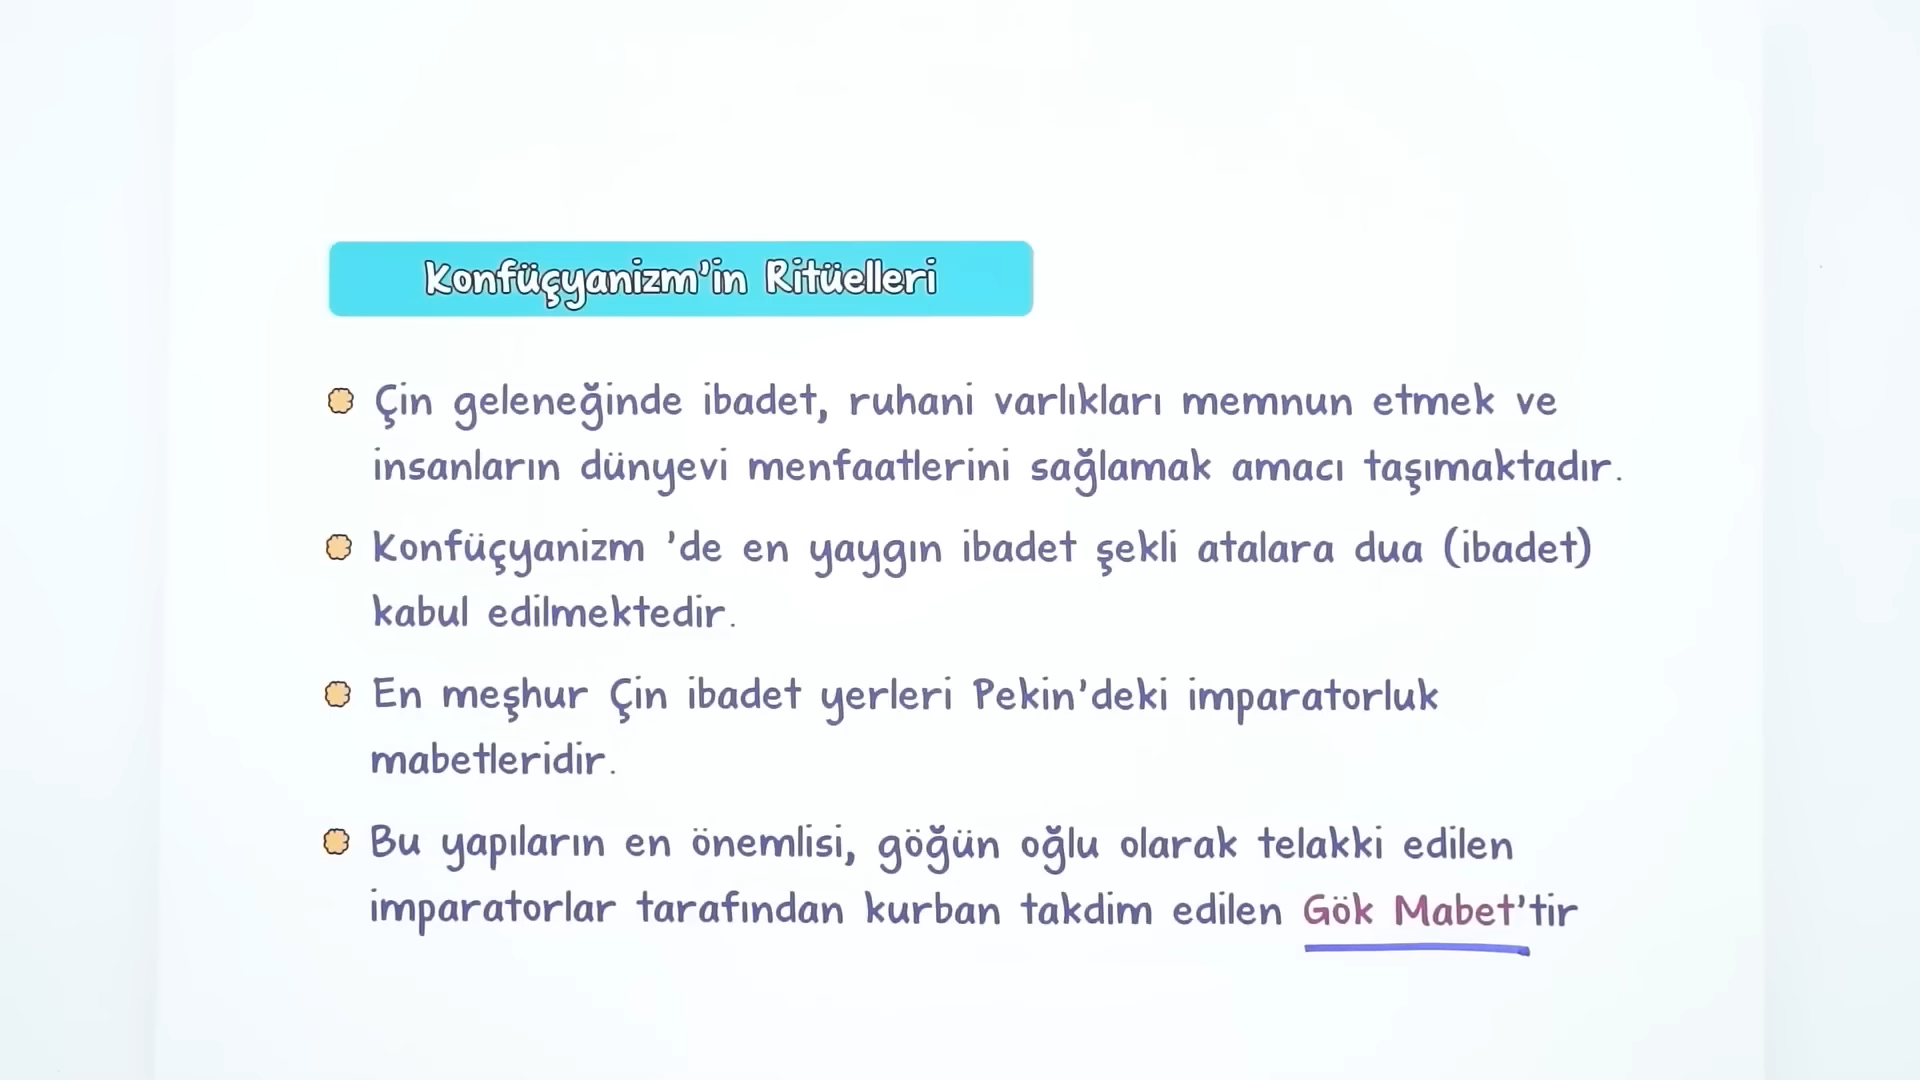 Konfüçyanizm'in Ritüelleri
Çin geleneğinde ibadet, ruhani varlıkları memnun etmek ve
insanların dünyevi menfaatlerini sağlamak amacı taşımaktadır.
Konfüçyanizm 'de en yaygın ibadet şekli atalara dua (ibadet)
kabul edilmektedir.
En meşhur Çin ibadet yerleri Pekin'deki imparatorluk
mabetleridir.
Bu yapıların en önemlisi, göğün oğlu olarak telakki edilen
imparatorlar tarafından kurban takdim edilen Gök Mabet'tir